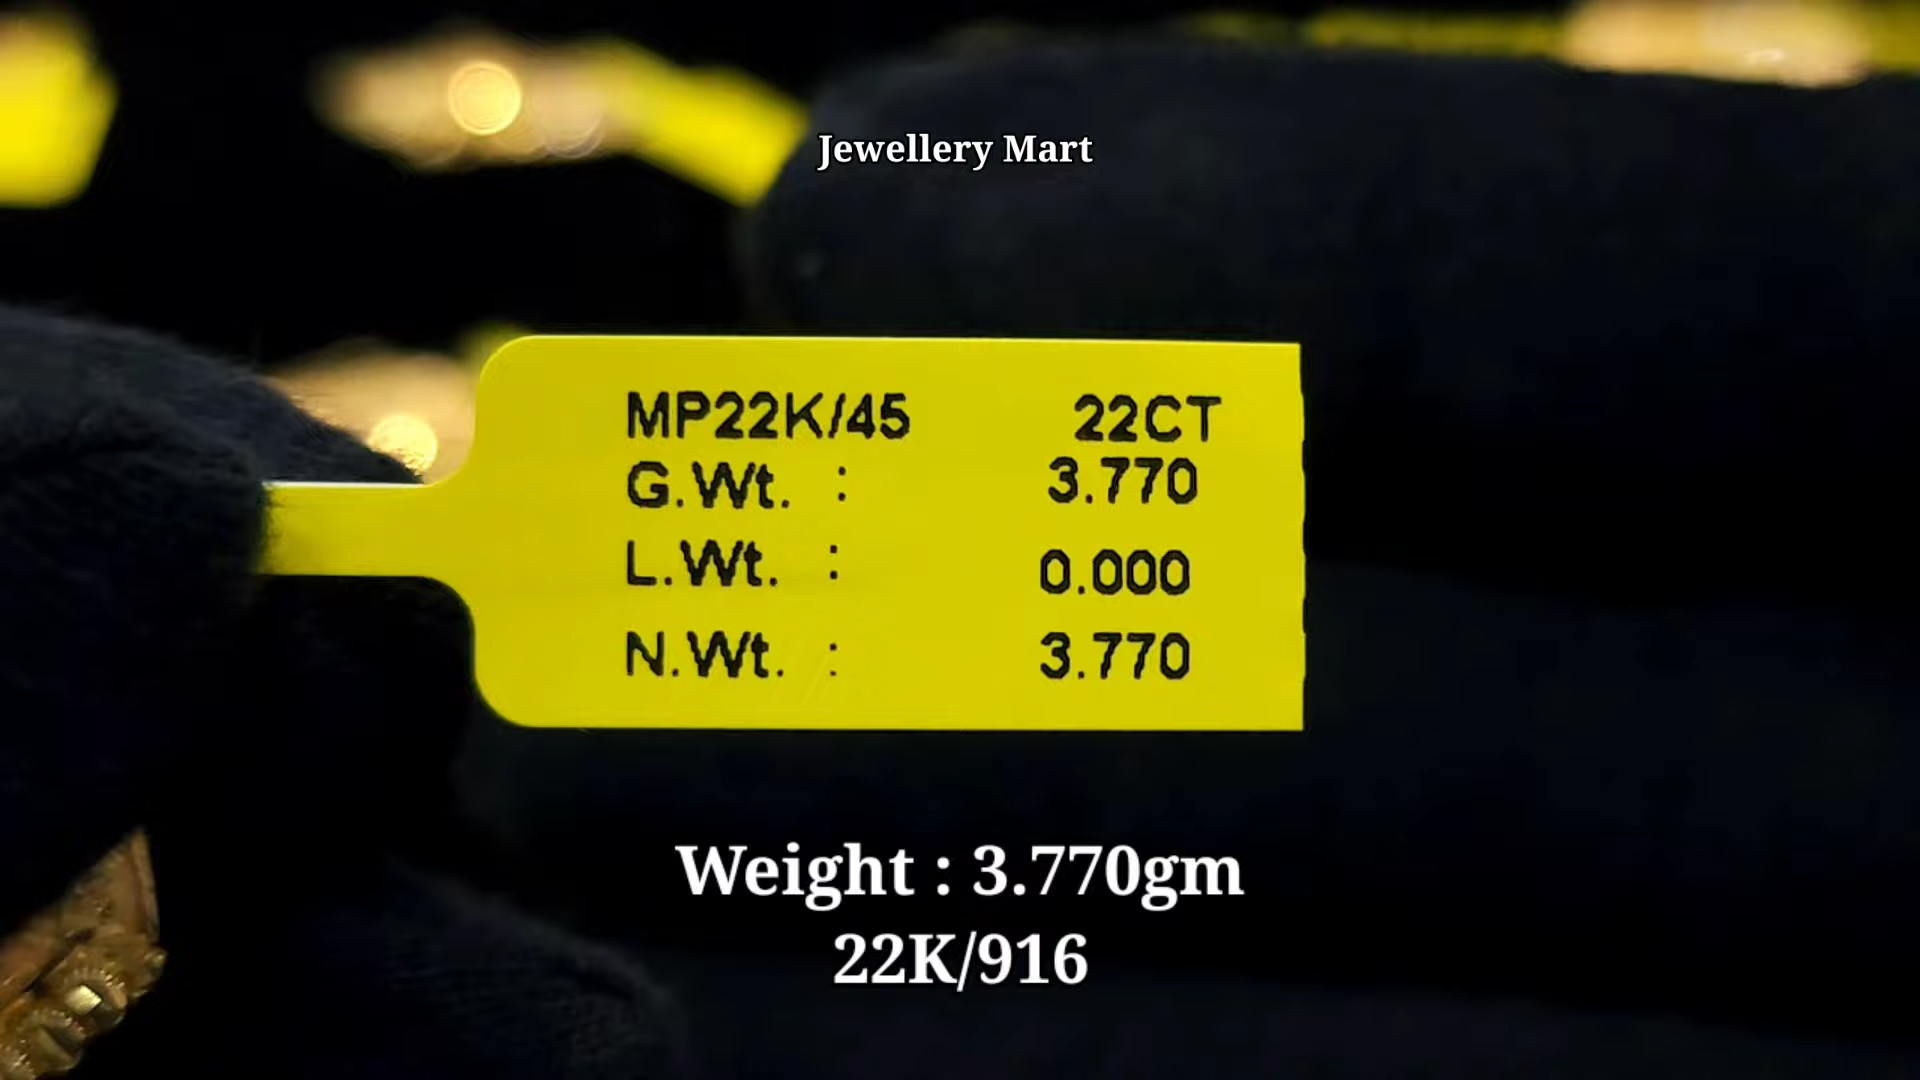 Jewellery Mart
MP22K/45 22CT
G.Wt. : 3.770
L.Wt. : 0.000
N.Wt. : 3.770
Weight : 3.770gm
22K/916